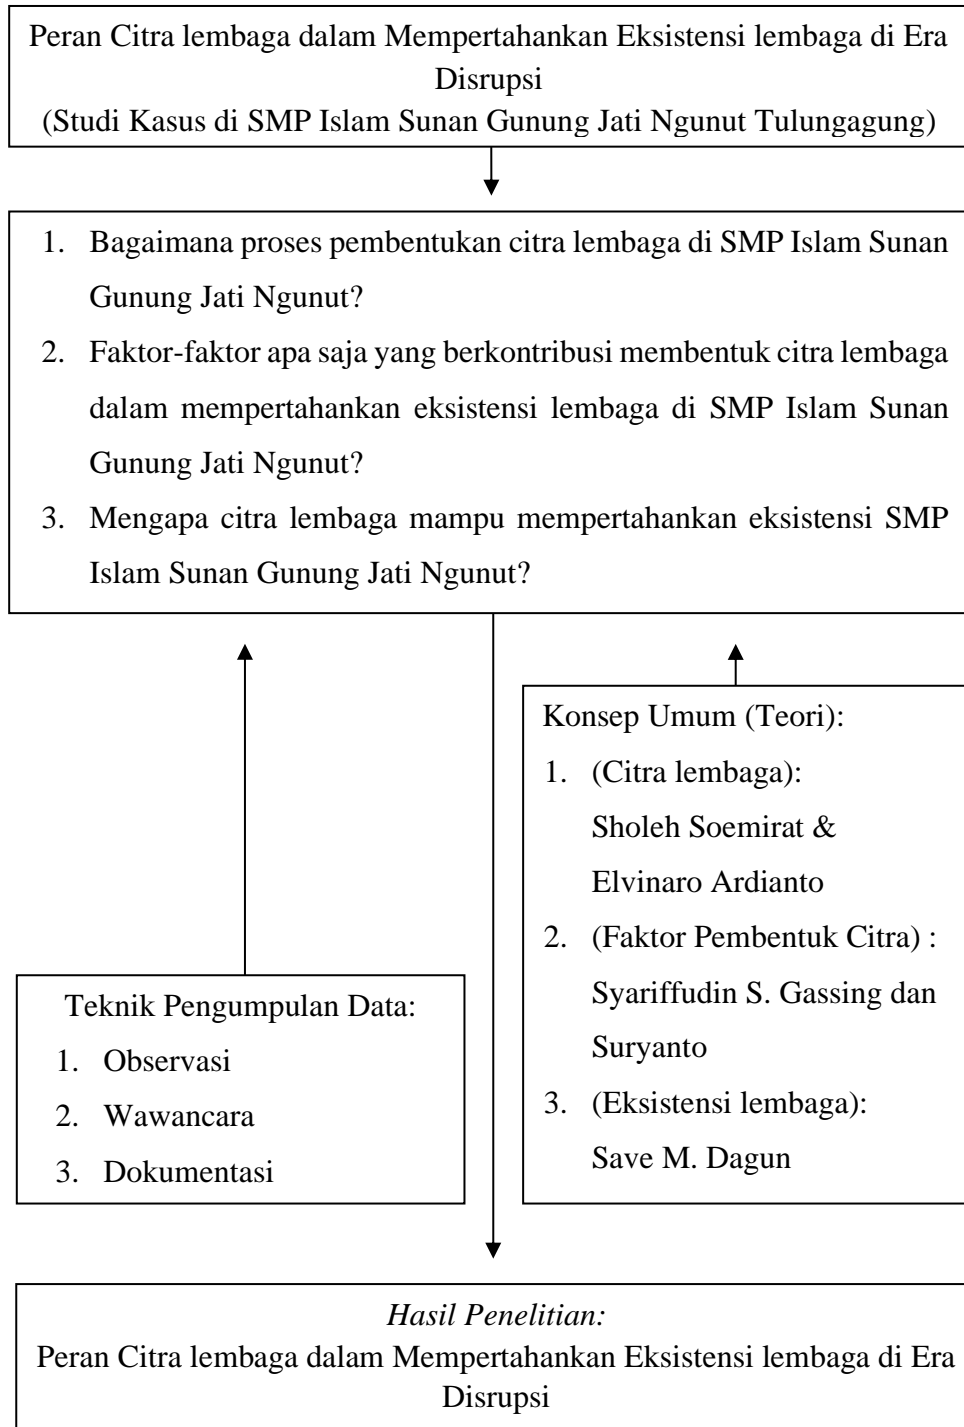 Peran Citra lembaga dalam Mempertahankan Eksistensi lembaga di Era
Disrupsi
(Studi Kasus di SMP Islam Sunan Gunung Jati Ngunut Tulungagung)
1. Bagaimana proses pembentukan citra lembaga di SMP Islam Sunan
Gunung Jati Ngunut?
2. Faktor-faktor apa saja yang berkontribusi membentuk citra lembaga
dalam mempertahankan eksistensi lembaga di SMP Islam Sunan
Gunung Jati Ngunut?
3. Mengapa citra lembaga mampu mempertahankan eksistensi SMP
Islam Sunan Gunung Jati Ngunut?
Konsep Umum (Teori):
1. (Citra lembaga):
Sholeh Soemirat &
Elvinaro Ardianto
2. (Faktor Pembentuk Citra) :
Syariffudin S. Gassing dan
Suryanto
3. (Eksistensi lembaga):
Save M. Dagun
Teknik Pengumpulan Data:
1. Observasi
2. Wawancara
3. Dokumentasi
Hasil Penelitian:
Peran Citra lembaga dalam Mempertahankan Eksistensi lembaga di Era
Disrupsi